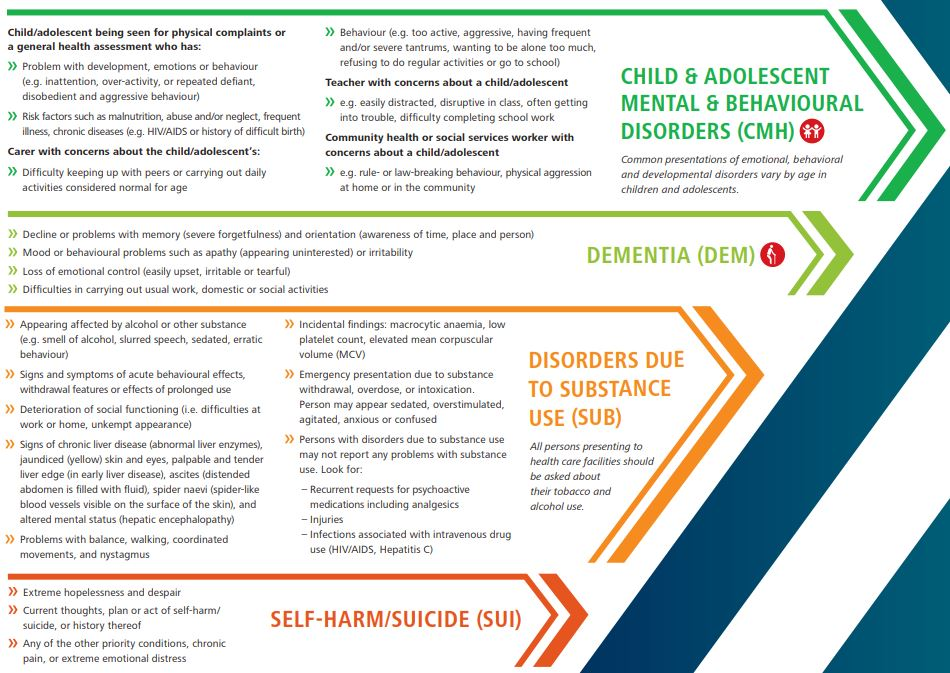 Child/adolescent being seen for physical complaints or
a general health assessment who has:
Problem with development, emotions or behaviour
(e.g. inattention, over-activity, or repeated defiant,
disobedient and aggressive behaviour)
Risk factors such as malnutrition, abuse and/or neglect, frequent
illness, chronic diseases (e.g. HIV/AIDS or history of difficult birth)
Carer with concerns about the child/adolescent's:
Difficulty keeping up with peers or carrying out daily
activities considered normal for age
Behaviour (e.g. too active, aggressive, having frequent
and/or severe tantrums, wanting to be alone too much,
refusing to do regular activities or go to school)
Teacher with concerns about a child/adolescent
e.g. easily distracted, disruptive in class, often getting
into trouble, difficulty completing school work
Community health or social services worker with
concerns about a child/adolescent
e.g. rule- or law-breaking behaviour, physical aggression
at home or in the community
CHILD & ADOLESCENT
MENTAL & BEHAVIOURAL
DISORDERS (CMH)
Common presentations of emotional, behavioral
and developmental disorders vary by age in
children and adolescents.
Decline or problems with memory (severe forgetfulness) and orientation (awareness of time, place and person)
Mood or behavioural problems such as apathy (appearing uninterested) or irritability
Loss of emotional control (easily upset, irritable or tearful)
Difficulties in carrying out usual work, domestic or social activities
DEMENTIA (DEM)
Appearing affected by alcohol or other substance
(e.g. smell of alcohol, slurred speech, sedated, erratic
behaviour)
Signs and symptoms of acute behavioural effects,
withdrawal features or effects of prolonged use
Deterioration of social functioning (i.e. difficulties at
work or home, unkempt appearance)
Signs of chronic liver disease (abnormal liver enzymes),
jaundiced (yellow) skin and eyes, palpable and tender
liver edge (in early liver disease), ascites (distended
abdomen is filled with fluid), spider naevi (spider-like
blood vessels visible on the surface of the skin), and
altered mental status (hepatic encephalopathy)
Problems with balance, walking, coordinated
movements, and nystagmus
Incidental findings: macrocytic anaemia, low
platelet count, elevated mean corpuscular
volume (MCV)
Emergency presentation due to substance
withdrawal, overdose, or intoxication.
Person may appear sedated, overstimulated,
agitated, anxious or confused
Persons with disorders due to substance use
may not report any problems with substance
use. Look for:
– Recurrent requests for psychoactive
medications including analgesics
– Injuries
– Infections associated with intravenous drug
use (HIV/AIDS, Hepatitis C)
DISORDERS DUE
TO SUBSTANCE
USE (SUB)
All persons presenting to
health care facilities should
be asked about
their tobacco and
alcohol use.
Extreme hopelessness and despair
Current thoughts, plan or act of self-harm/
suicide, or history thereof
Any of the other priority conditions, chronic
pain, or extreme emotional distress
SELF-HARM/SUICIDE (SUI)